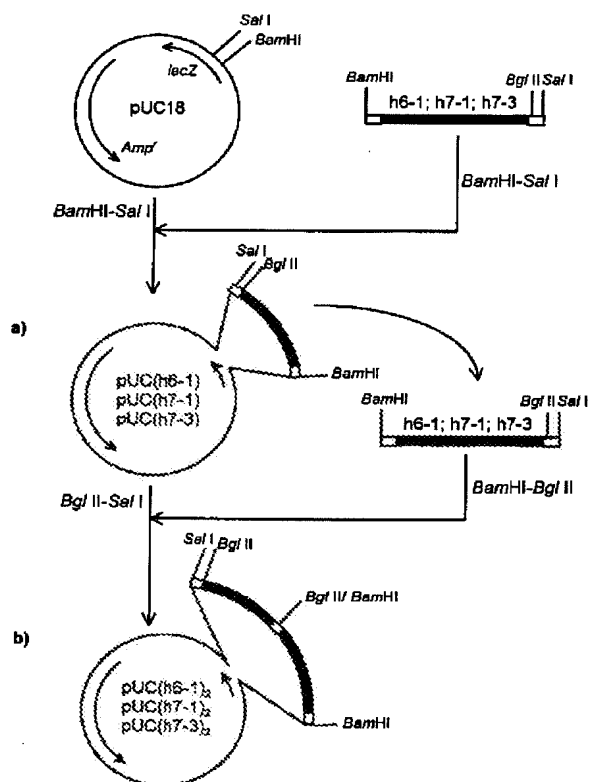 Sal I
BamHI
lacZ
pUC18
Ampr
BamHI
Bgl II Sal I
h6-1; h7-1; h7-3
BamHI-Sal I
BamHI-Sal I
Sal I
Bgl II
a)
pUC(h6-1)
pUC(h7-1)
pUC(h7-3)
BamHI
BamHI
Bgl II Sal I
h6-1; h7-1; h7-3
Bgl II-Sal I
BamHI-Bgl II
Sal I Bgl II
Bgl II/ BamHI
b)
pUC(h6-1)2
pUC(h7-1)2
pUC(h7-3)2
BamHI